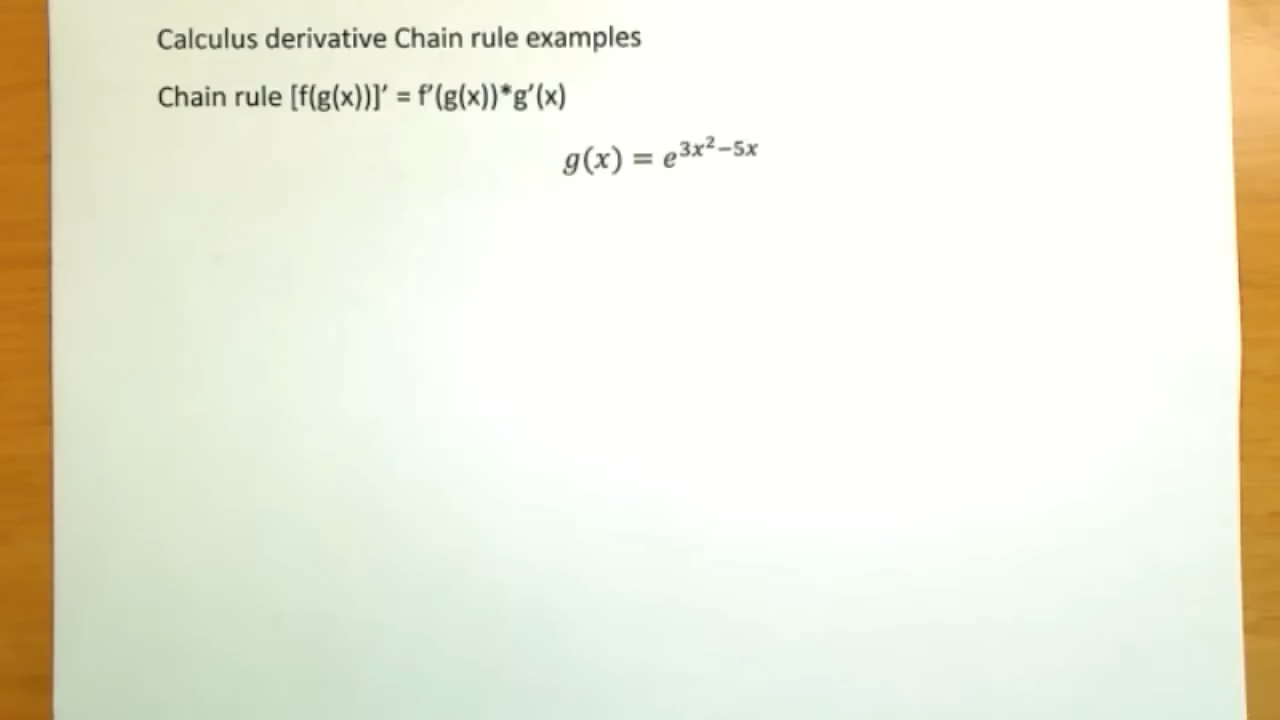 Calculus derivative Chain rule examples
Chain rule [f(g(x))]′ = f′(g(x))*g′(x)
g(x) = e^{3x²−5x}